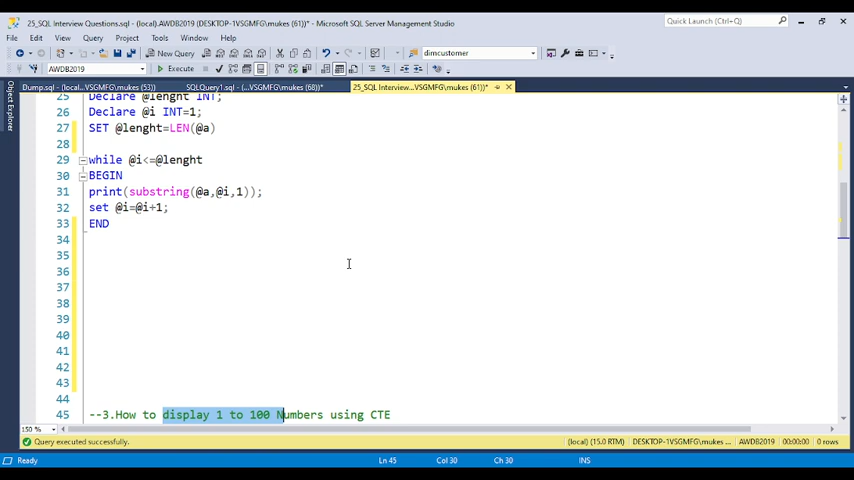 25_SQL Interview Questions.sql - (local).AWDB2019 (DESKTOP-1VSGMFG\mukes (61))* - Microsoft SQL Server Management Studio
Quick Launch (Ctrl+Q)
File Edit View Query Project Tools Window Help
New Query
dimcustomer
AWDB2019
Execute
Dump.sql - (local...VSGMFG\mukes (53))
SQLQuery1.sql - (...VSGMFG\mukes (68))*
25_SQL Interview...VSGMFG\mukes (61))*
Object Explorer
25 Declare @lenght INT;
26 Declare @i INT=1;
27 SET @lenght=LEN(@a)
28
29 while @i<=@lenght
30 BEGIN
31 print(substring(@a,@i,1));
32 set @i=@i+1;
33 END
34
35
36
37
38
39
40
41
42
43
44
45 --3.How to display 1 to 100 Numbers using CTE
150 %
Query executed successfully.
(local) (15.0 RTM) DESKTOP-1VSGMFG\mukes ... AWDB2019 00:00:00 0 rows
Ready Ln 45 Col 30 Ch 30 INS